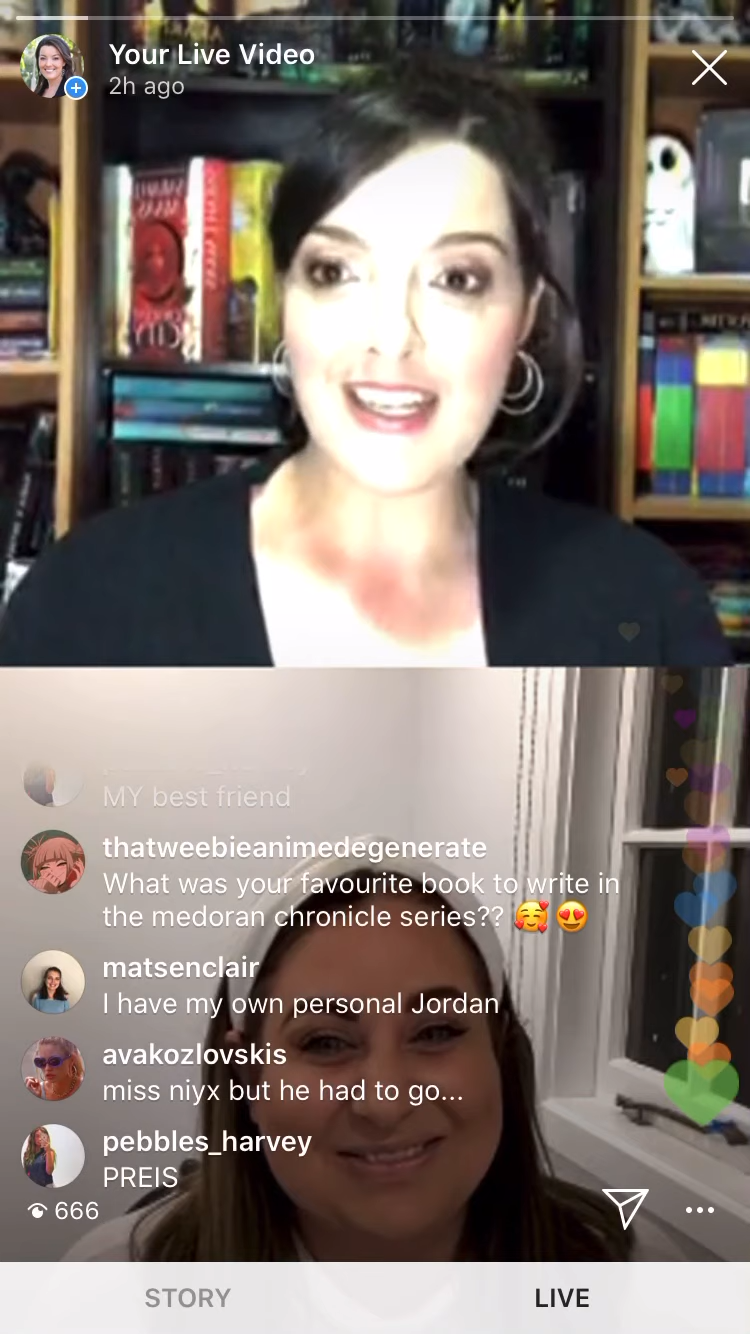 Your Live Video
2h ago
MY best friend
thatweebieanimedegenerate
What was your favourite book to write in
the medoran chronicle series?? 🥰😍
matsenclair
I have my own personal Jordan
avakozlovskis
miss niyx but he had to go...
pebbles_harvey
PREIS
666
STORY
LIVE